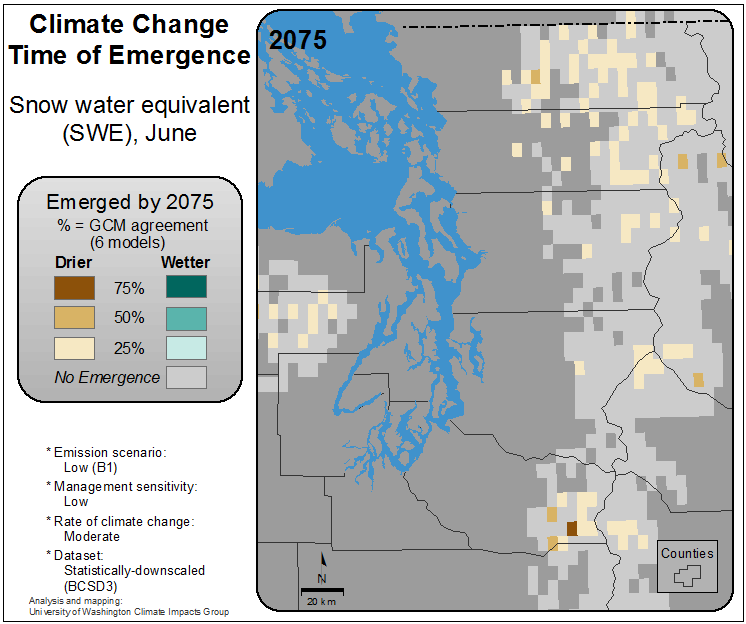 Climate Change
Time of Emergence
Snow water equivalent
(SWE), June
Emerged by 2075
% = GCM agreement
(6 models)
Drier Wetter
75%
50%
25%
No Emergence
* Emission scenario:
Low (B1)
* Management sensitivity:
Low
* Rate of climate change:
Moderate
* Dataset:
Statistically-downscaled
(BCSD3)
Analysis and mapping:
University of Washington Climate Impacts Group
2075
N
20 km
Counties